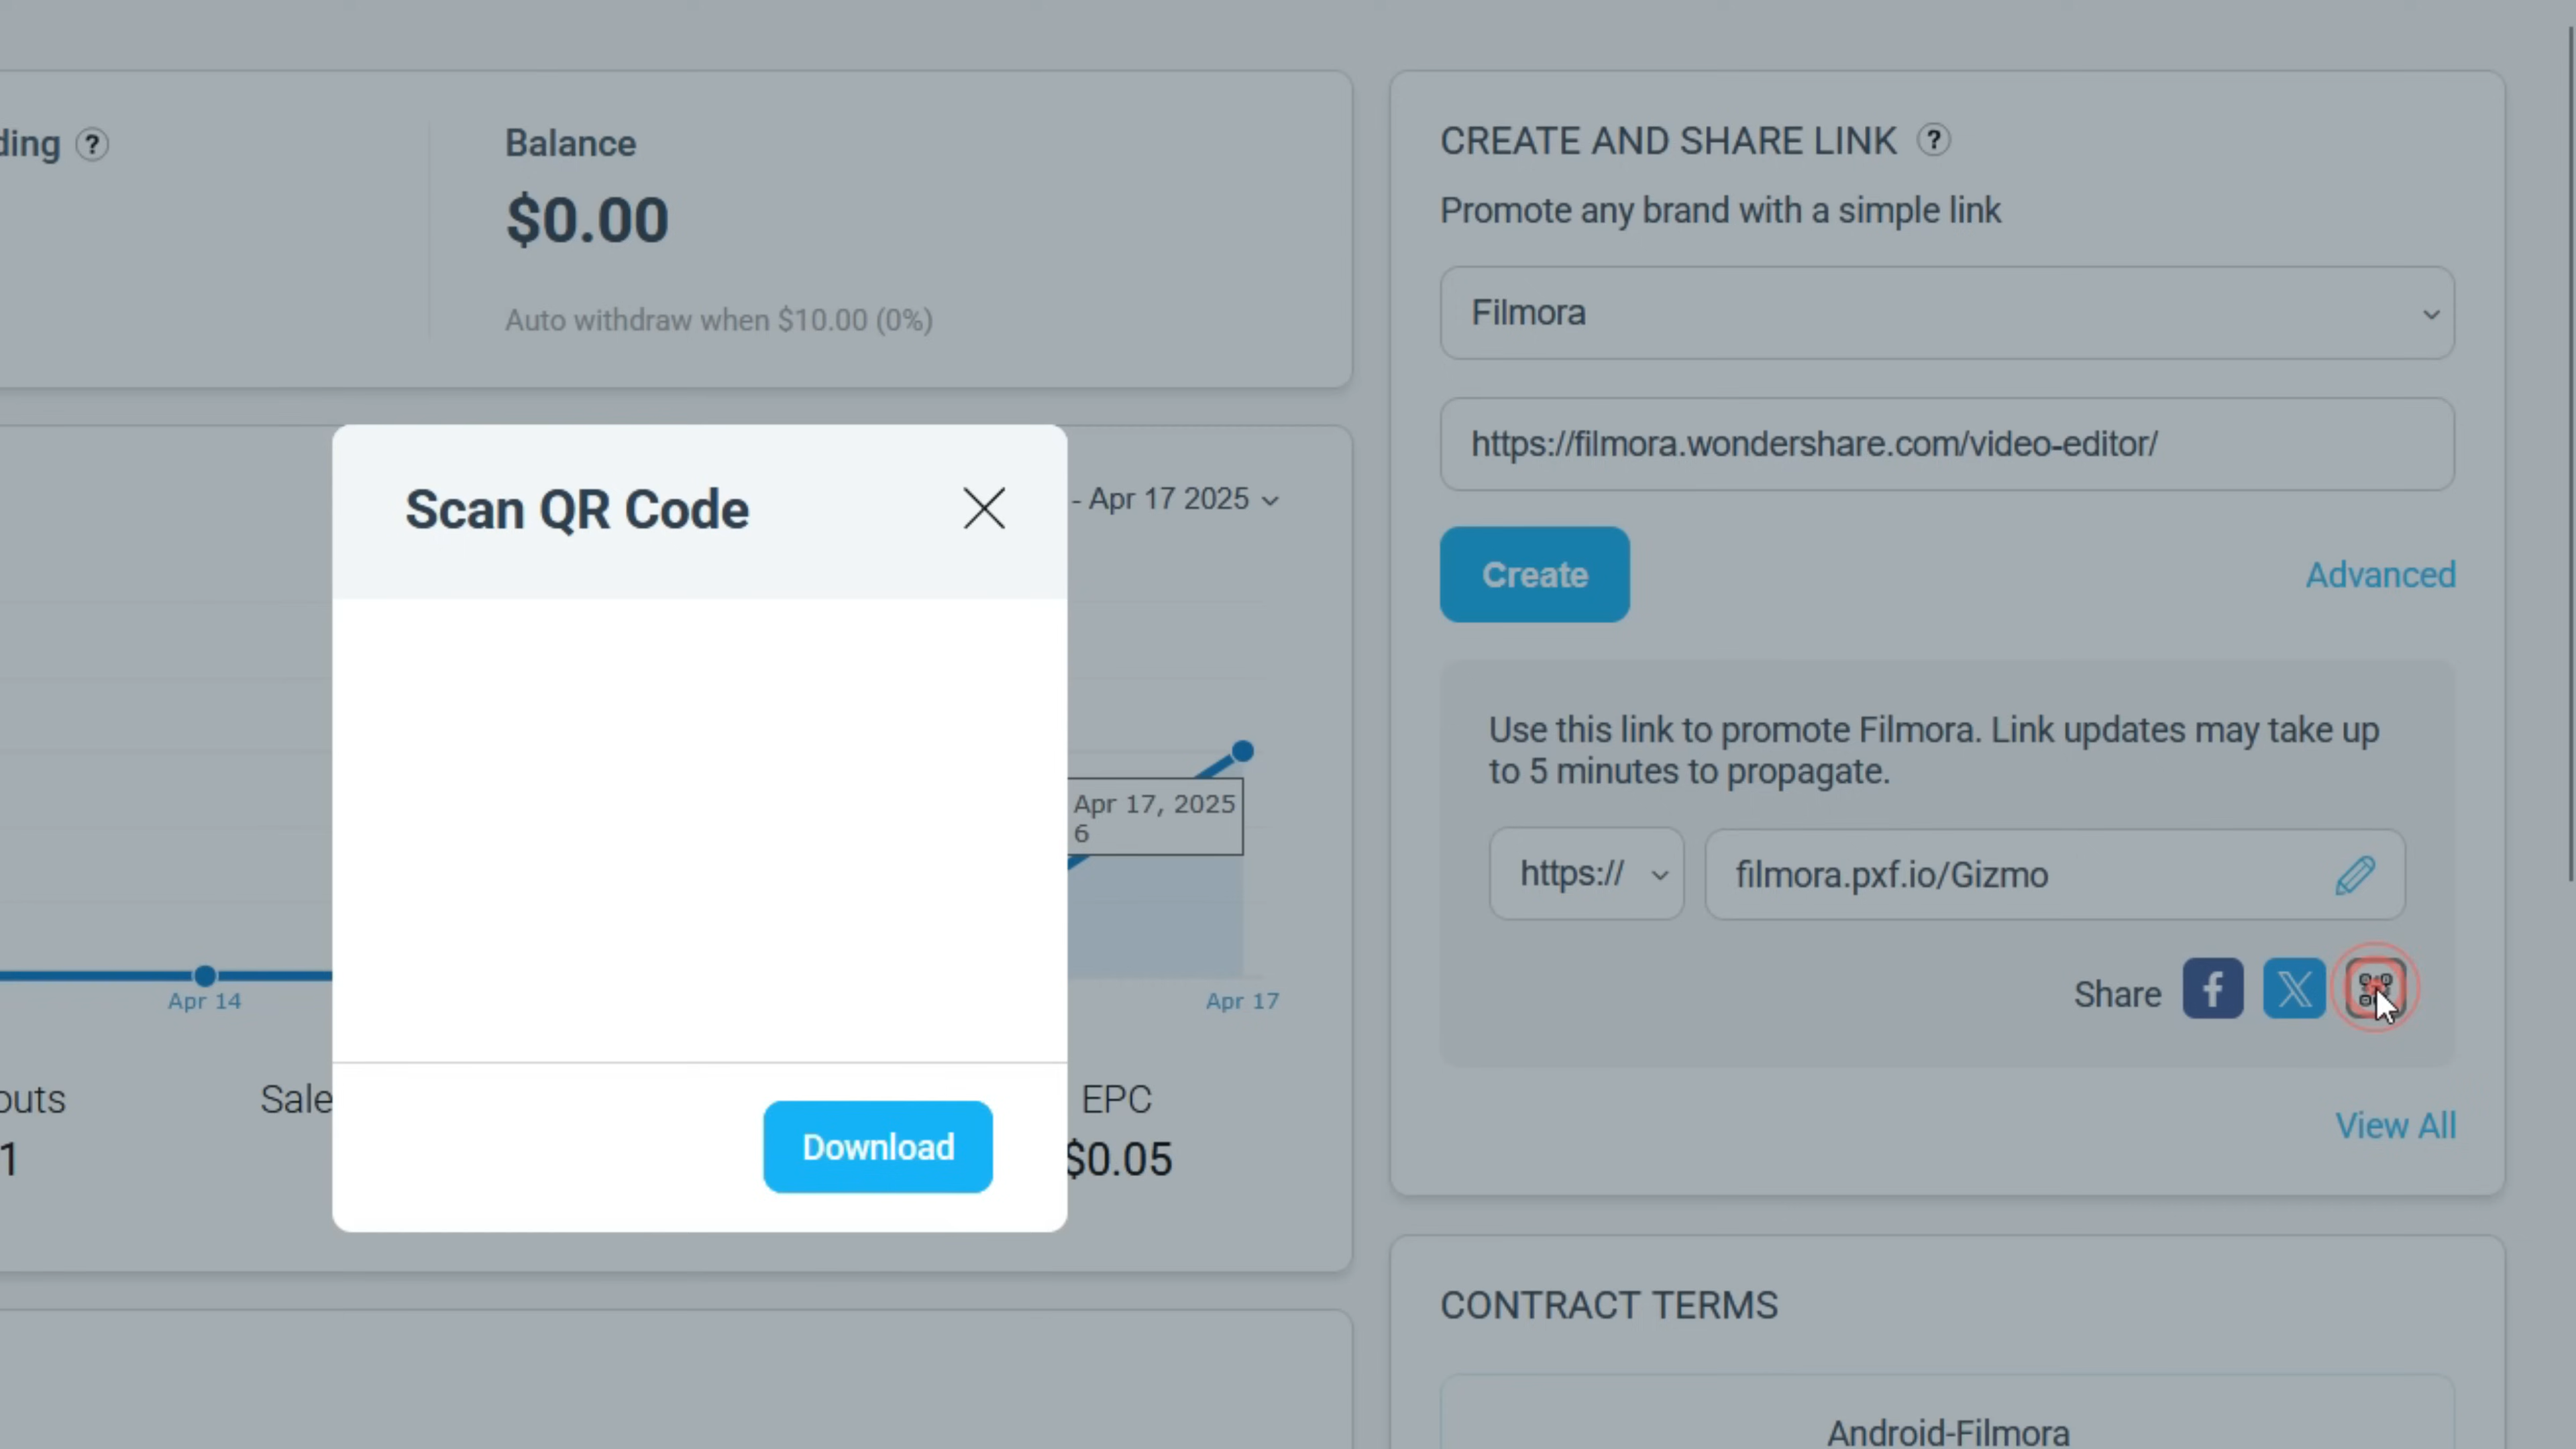 ding ?
Balance
$0.00
Auto withdraw when $10.00 (0%)
CREATE AND SHARE LINK ?
Promote any brand with a simple link
Filmora
https://filmora.wondershare.com/video-editor/
Create
Advanced
Use this link to promote Filmora. Link updates may take up
to 5 minutes to propagate.
https://
filmora.pxf.io/Gizmo
Share
View All
Scan QR Code
Download
- Apr 17 2025
Apr 17, 2025
6
Apr 14
Apr 17
outs
1
Sale
EPC
$0.05
CONTRACT TERMS
Android-Filmora